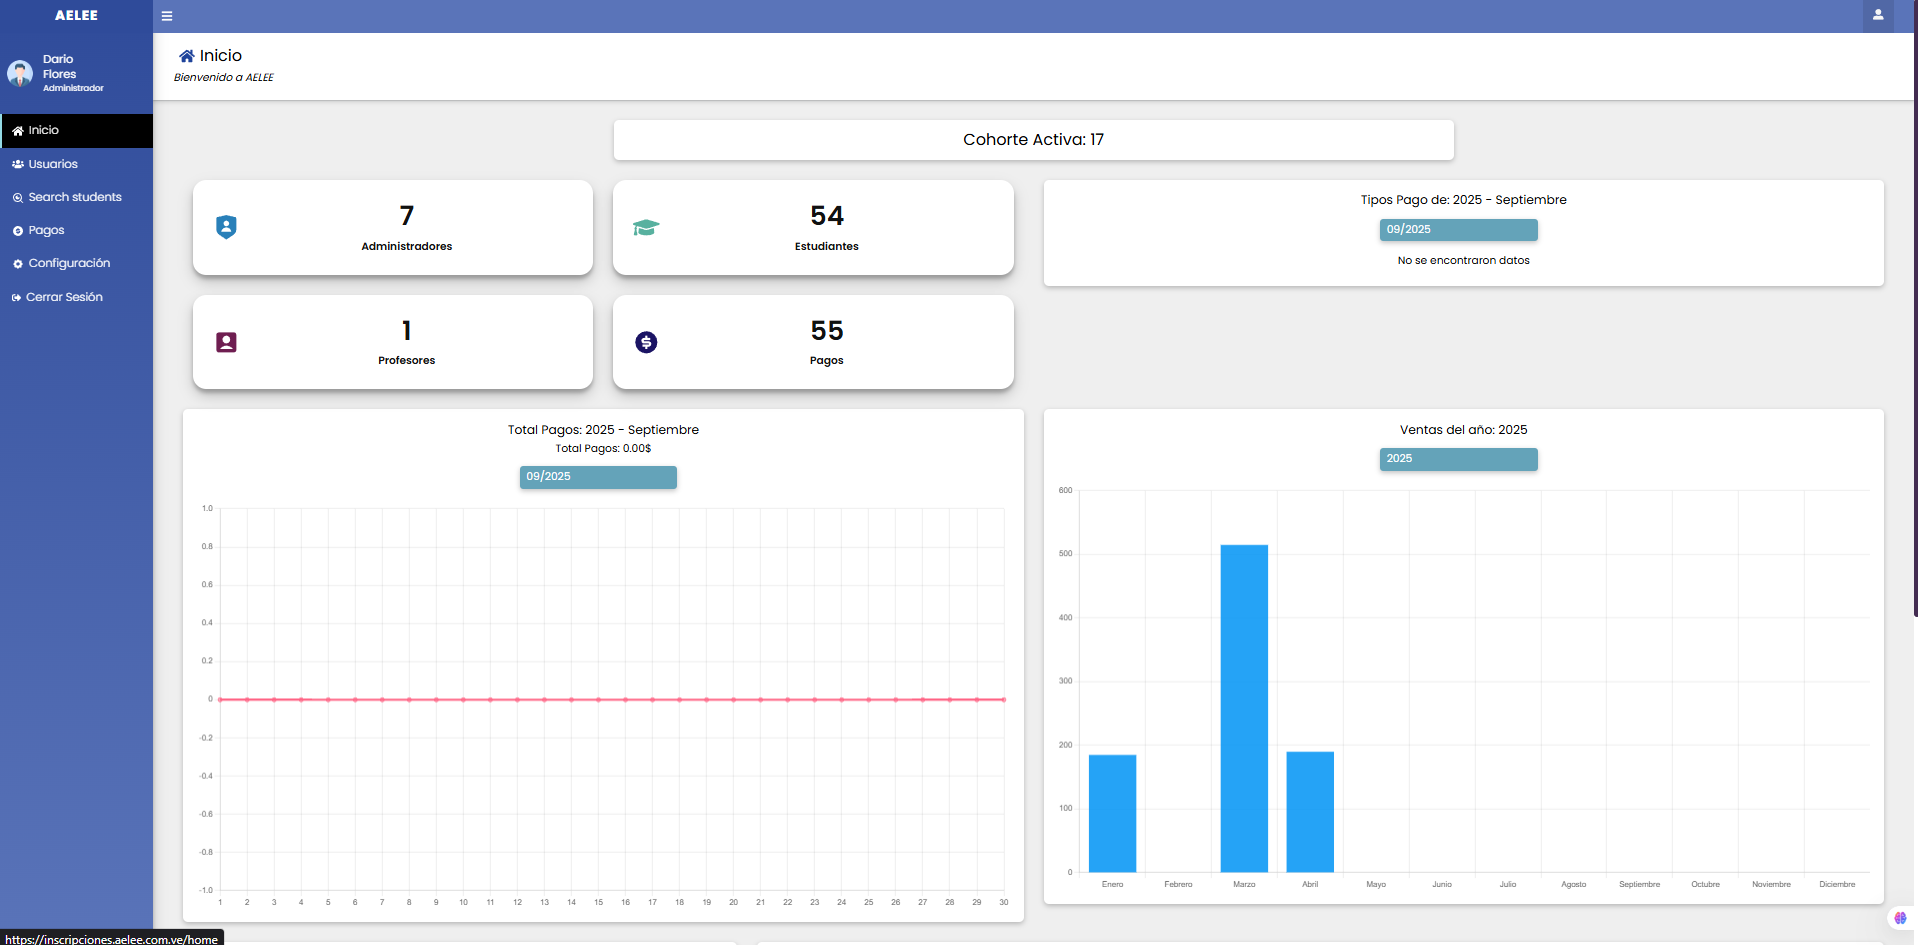 AELEE
Dario
Flores
Administrador
Inicio
Usuarios
Search students
Pagos
Configuración
Cerrar Sesión
Inicio
Bienvenido a AELEE
Cohorte Activa: 17
7
Administradores
54
Estudiantes
1
Profesores
55
Pagos
Tipos Pago de: 2025 - Septiembre
09/2025
No se encontraron datos
Total Pagos: 2025 - Septiembre
Total Pagos: 0.00$
09/2025
1.0
0.8
0.6
0.4
0.2
0
-0.2
-0.4
-0.6
-0.8
-1.0
1 2 3 4 5 6 7 8 9 10 11 12 13 14 15 16 17 18 19 20 21 22 23 24 25 26 27 28 29 30
Ventas del año: 2025
2025
600
500
400
300
200
100
0
Enero Febrero Marzo Abril Mayo Junio Julio Agosto Septiembre Octubre Noviembre Diciembre
https://inscripciones.aelee.com.ve/home